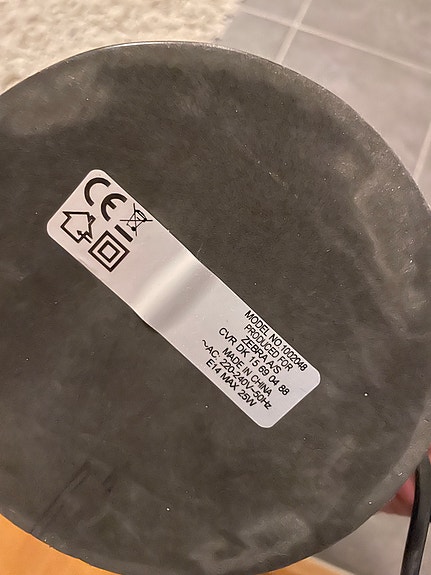 CE
MODEL NO 1002048
PRODUCED FOR
ZEBRA A/S
CVR DK 15 69 04 88
MADE IN CHINA
~AC. 220-240V~50Hz
E14 MAX 25W